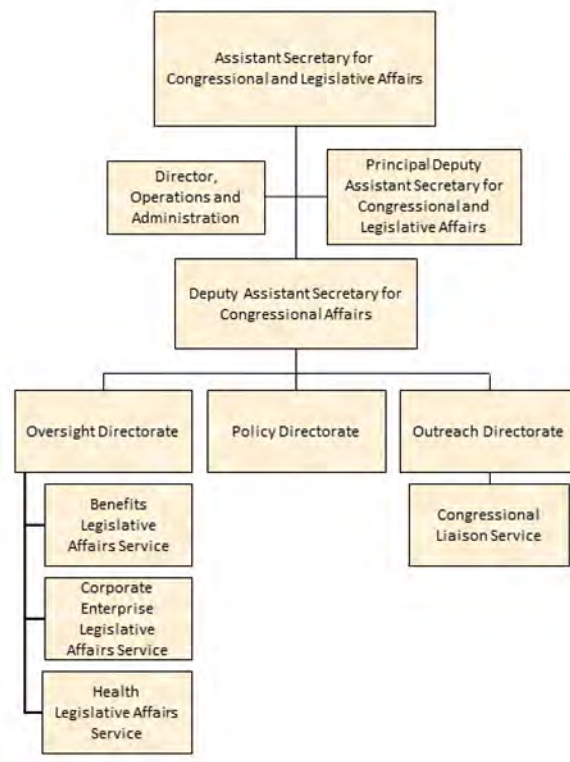 Assistant Secretary for
Congressional and Legislative Affairs
Director,
Operations and
Administration
Principal Deputy
Assistant Secretary for
Congressional and
Legislative Affairs
Deputy Assistant Secretary for
Congressional Affairs
Oversight Directorate
Policy Directorate
Outreach Directorate
Benefits
Legislative
Affairs Service
Congressional
Liaison Service
Corporate
Enterprise
Legislative
Affairs Service
Health
Legislative Affairs
Service